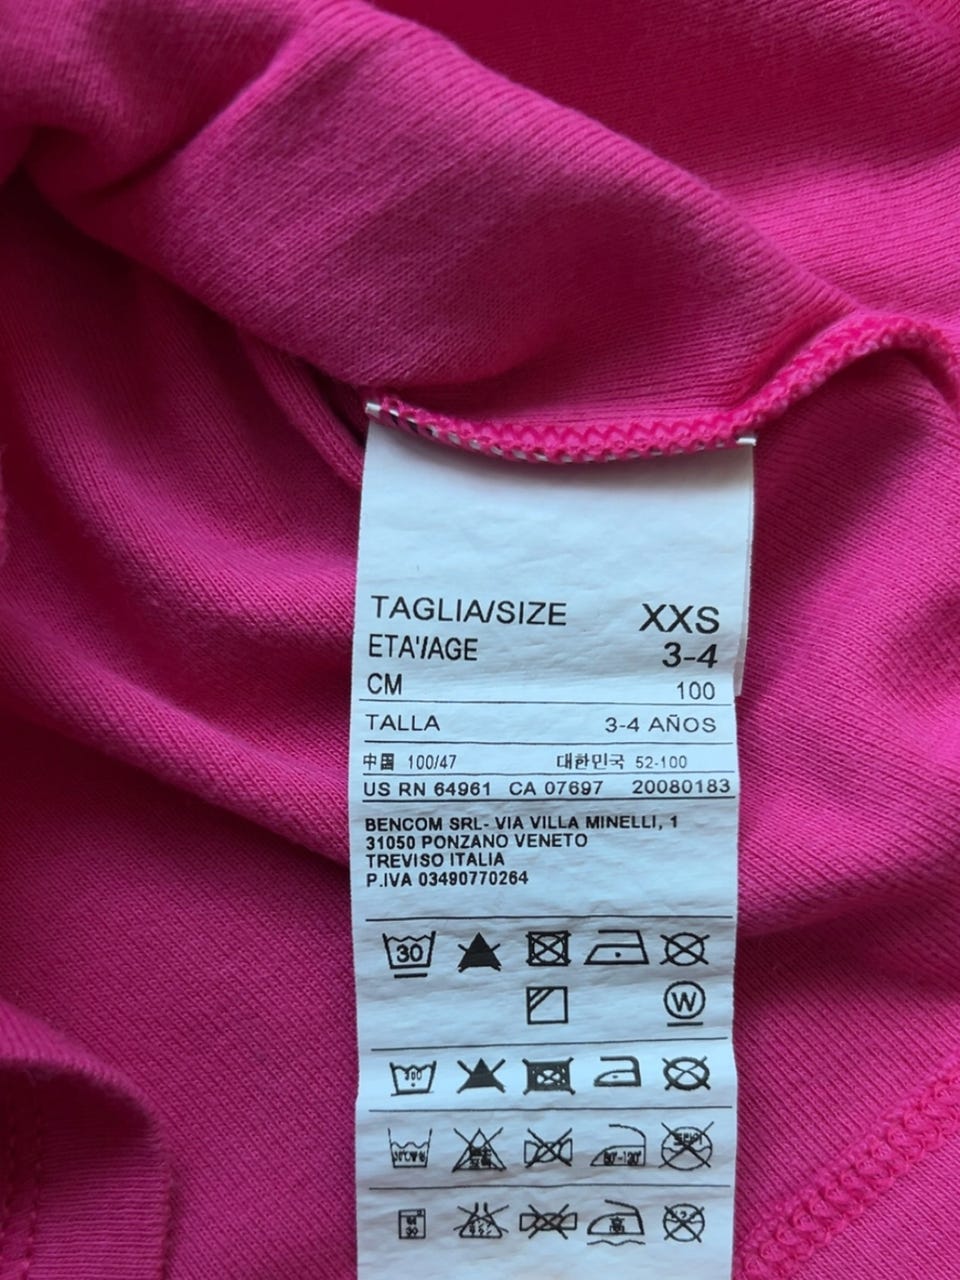 TAGLIA/SIZE XXS
ETA'/AGE 3-4
CM 100
TALLA 3-4 AÑOS
中国 100/47 대한민국 52-100
US RN 64961 CA 07697 20080183
BENCOM SRL- VIA VILLA MINELLI, 1
31050 PONZANO VENETO
TREVISO ITALIA
P.IVA 03490770264
30
W
高